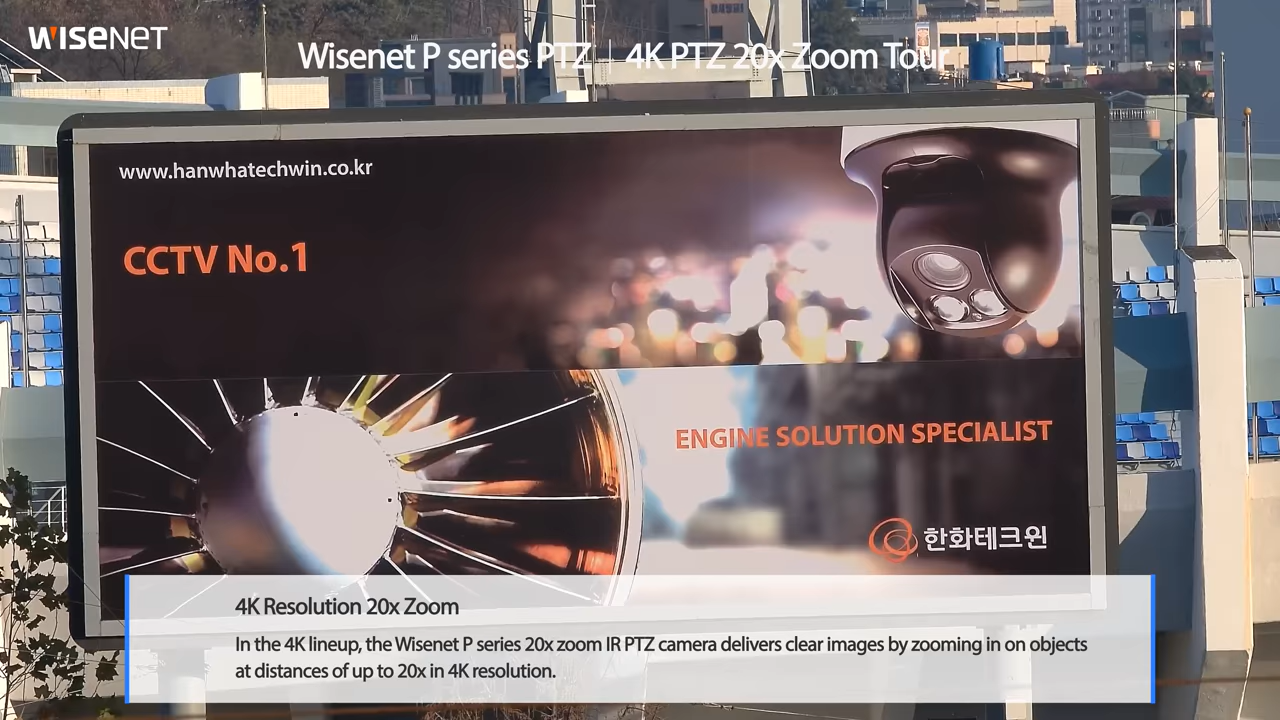 WISENET
Wisenet P series PTZ | 4K PTZ 20x Zoom Tour
www.hanwhatechwin.co.kr
CCTV No.1
ENGINE SOLUTION SPECIALIST
한화테크윈
4K Resolution 20x Zoom
In the 4K lineup, the Wisenet P series 20x zoom IR PTZ camera delivers clear images by zooming in on objects
at distances of up to 20x in 4K resolution.